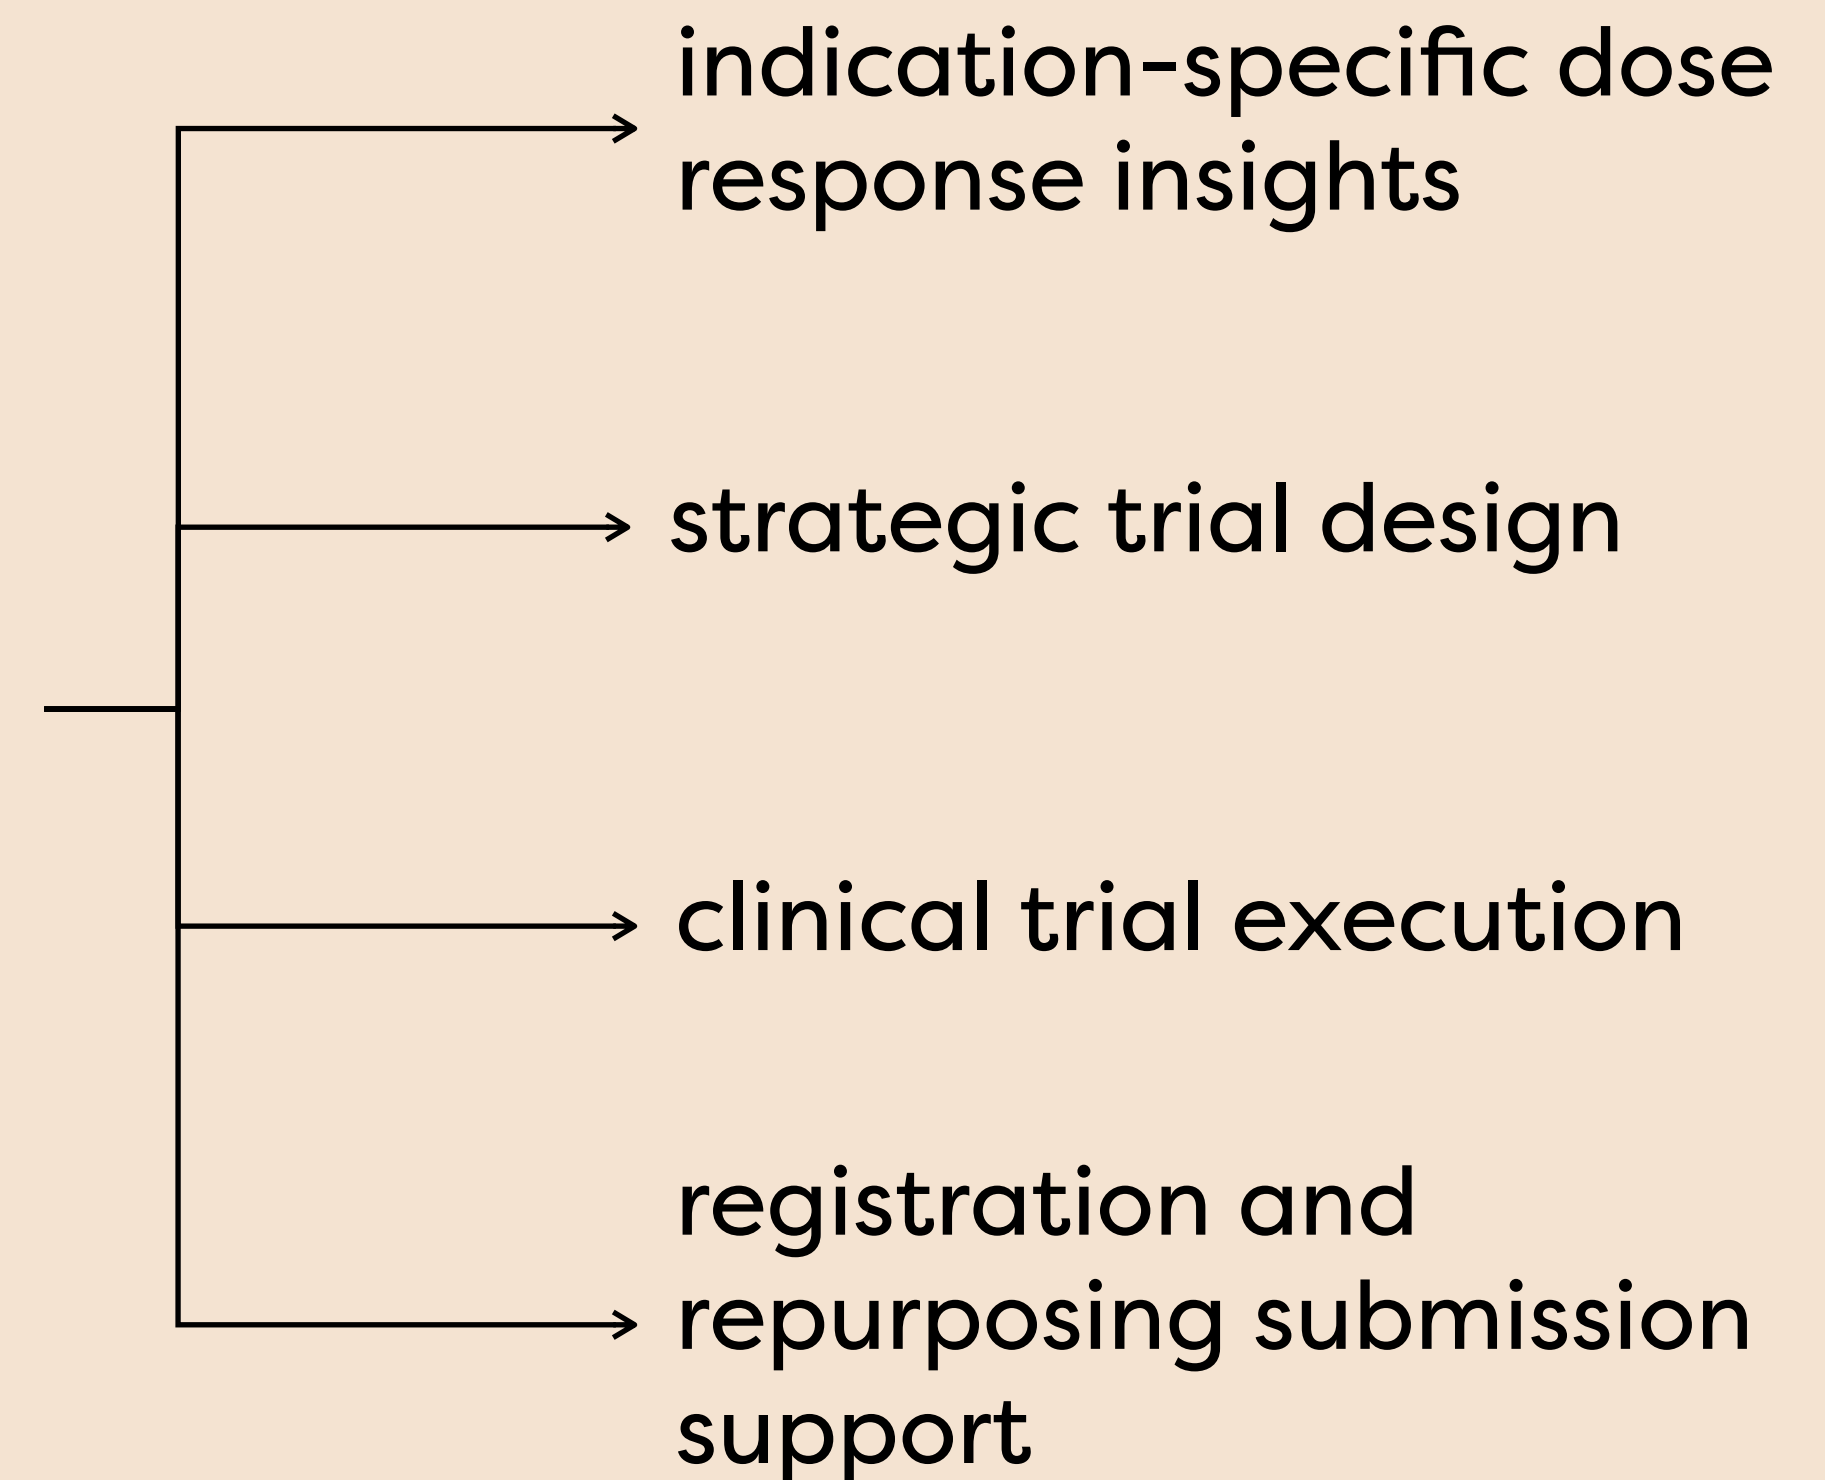 indication-specific dose
response insights
strategic trial design
clinical trial execution
registration and
repurposing submission
support